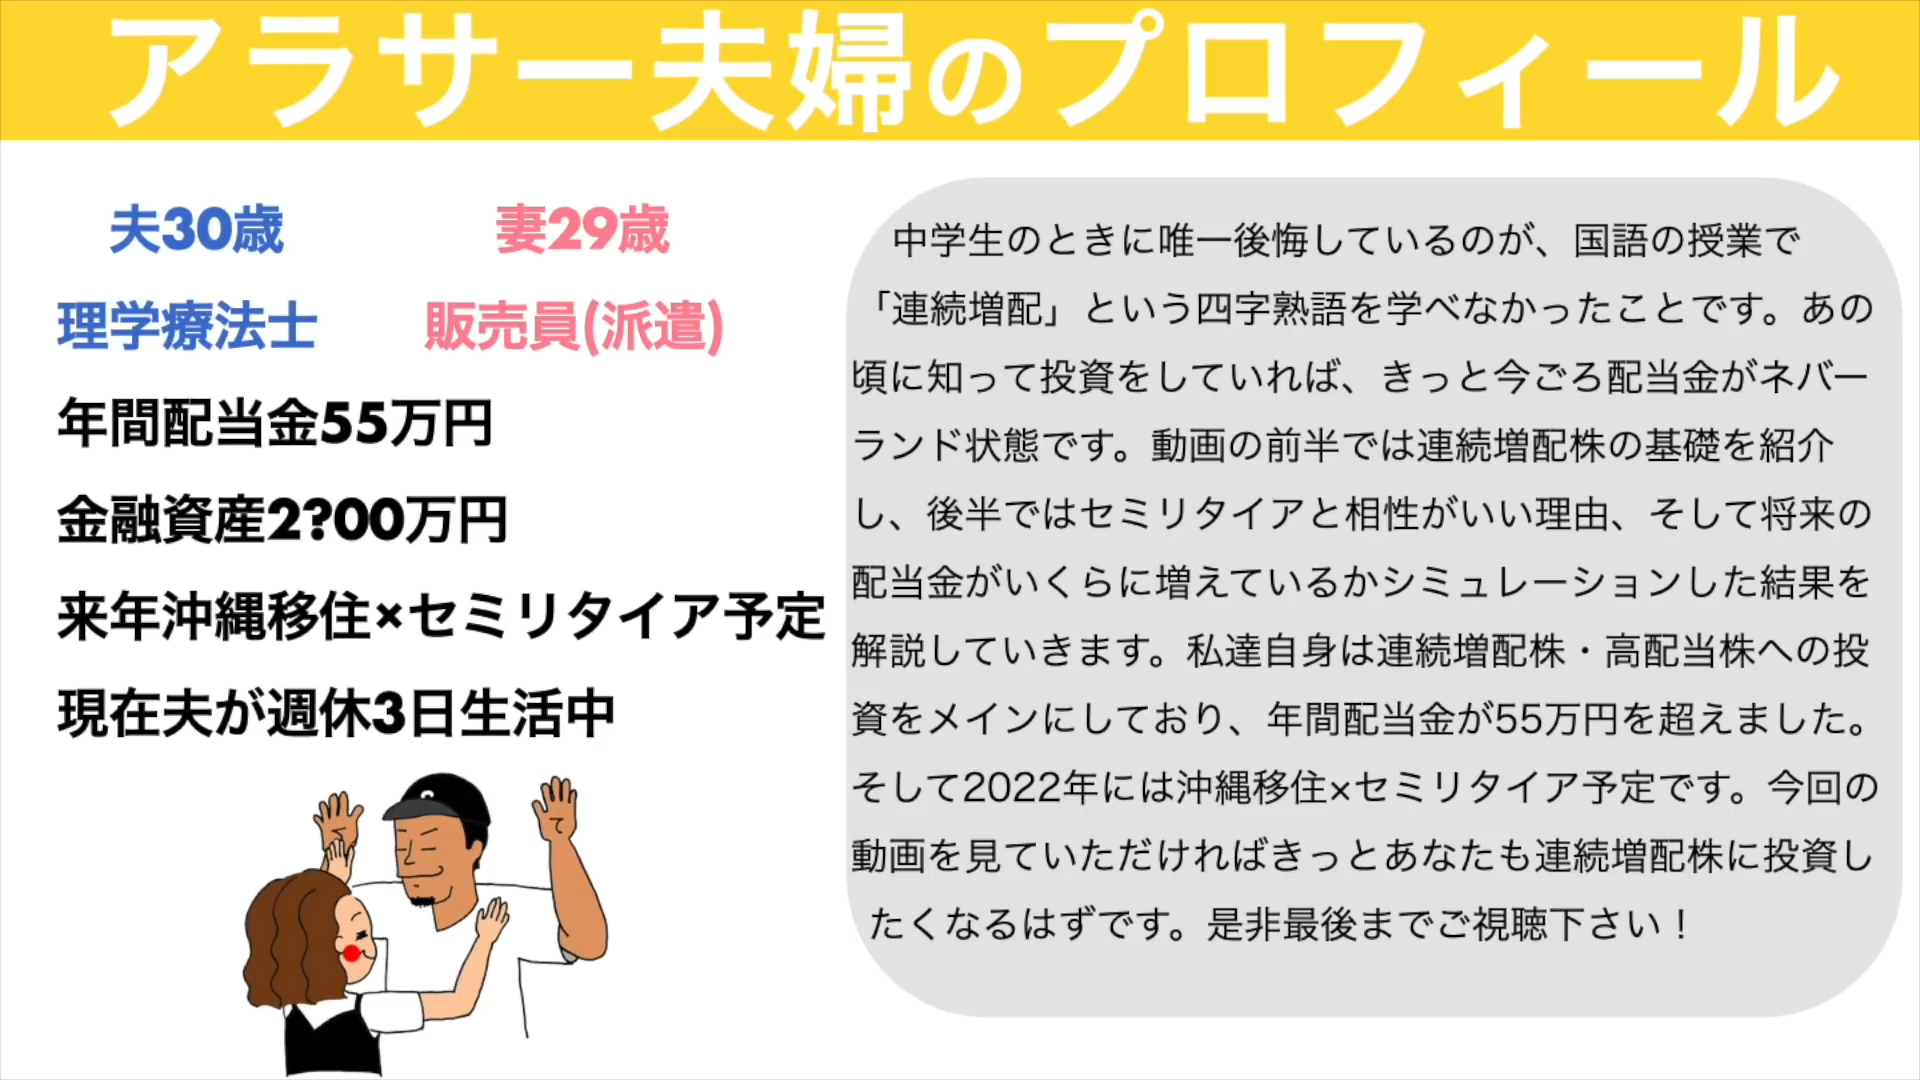 アラサー夫婦のプロフィール
夫30歳
妻29歳
理学療法士
販売員(派遣)
年間配当金55万円
金融資産2?00万円
来年沖縄移住×セミリタイア予定
現在夫が週休3日生活中
中学生のときに唯一後悔しているのが、国語の授業で
「連続増配」という四字熟語を学べなかったことです。あの
頃に知って投資をしていれば、きっと今ごろ配当金がネバー
ランド状態です。動画の前半では連続増配株の基礎を紹介
し、後半ではセミリタイアと相性がいい理由、そして将来の
配当金がいくらに増えているかシミュレーションした結果を
解説していきます。私達自身は連続増配株・高配当株への投
資をメインにしており、年間配当金が55万円を超えました。
そして2022年には沖縄移住×セミリタイア予定です。今回の
動画を見ていただければきっとあなたも連続増配株に投資し
たくなるはずです。是非最後までご視聴下さい！